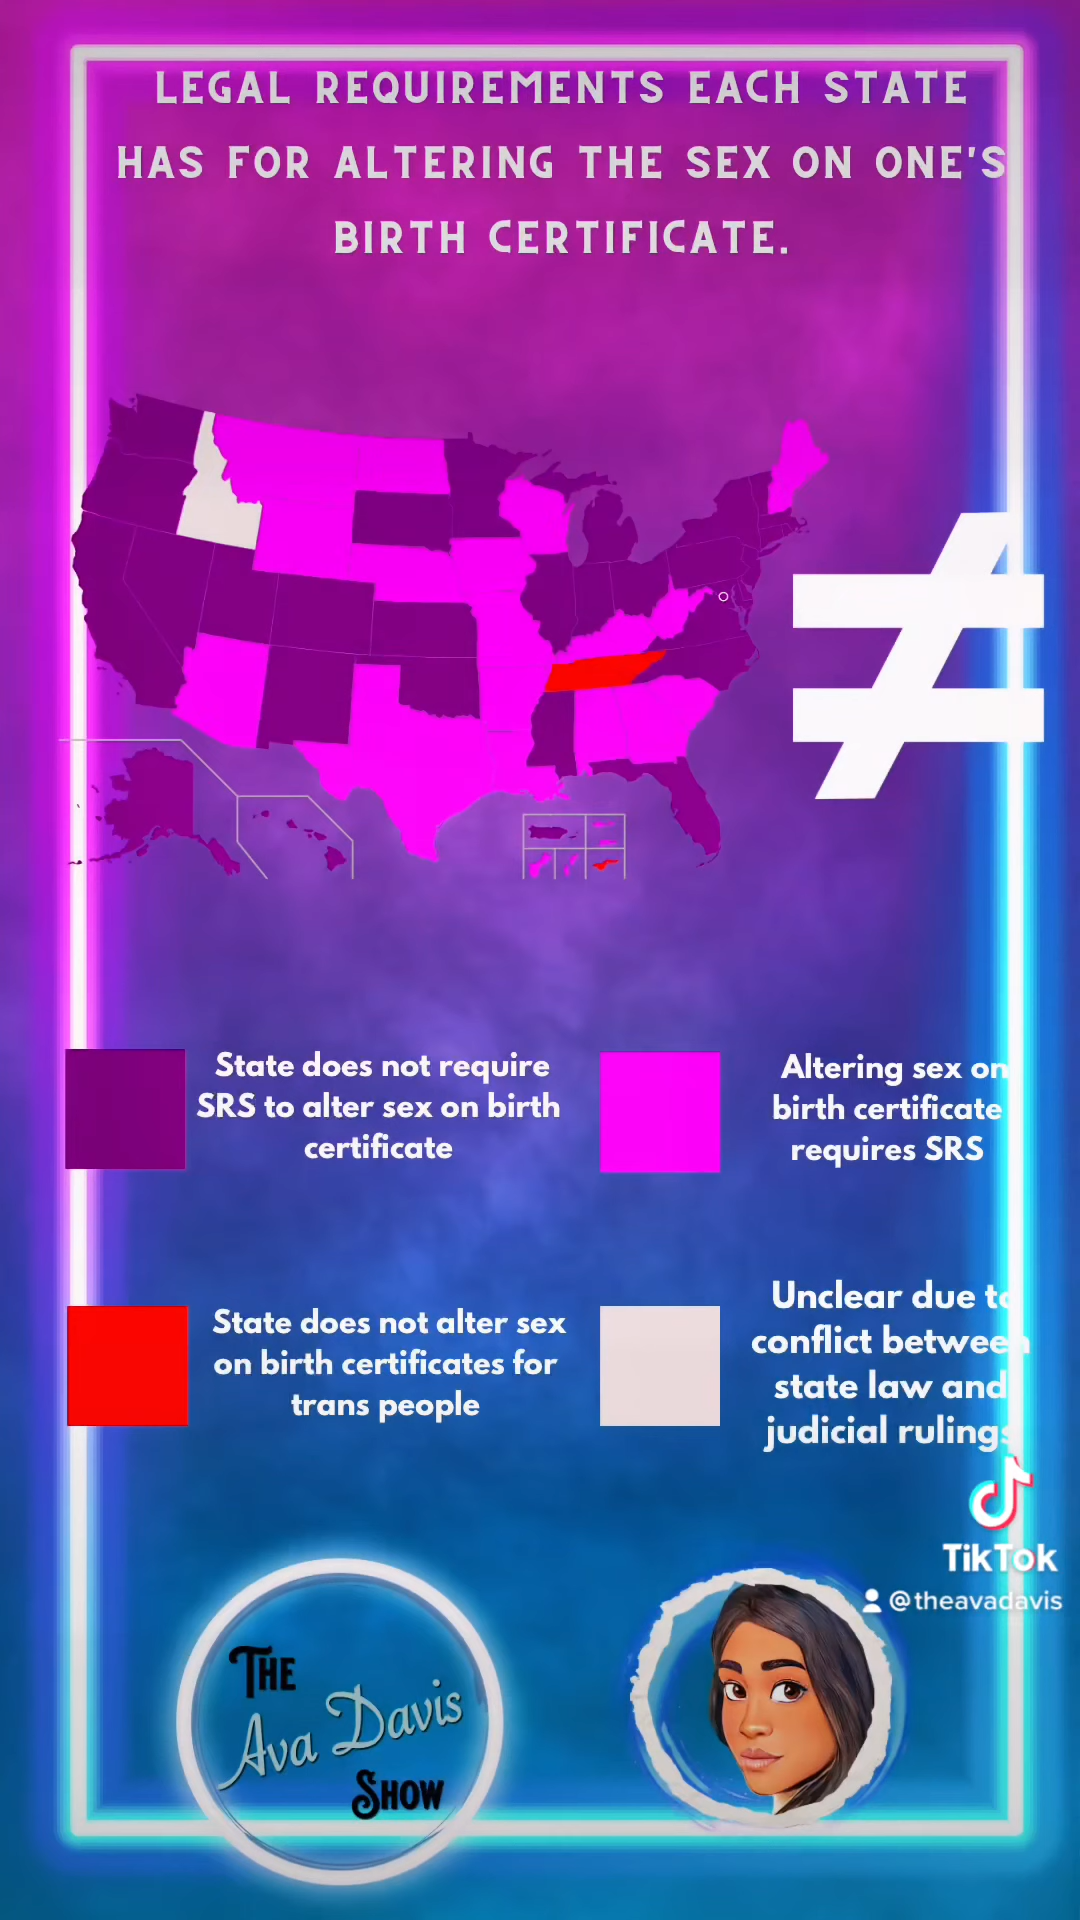 LEGAL REQUIREMENTS EACH STATE
HAS FOR ALTERING THE SEX ON ONE'S
BIRTH CERTIFICATE.
State does not require
SRS to alter sex on birth
certificate
Altering sex on
birth certificate
requires SRS
State does not alter sex
on birth certificates for
trans people
Unclear due to
conflict between
state law and
judicial rulings
TikTok
@theavadavis
THE
Ava Davis
SHOW